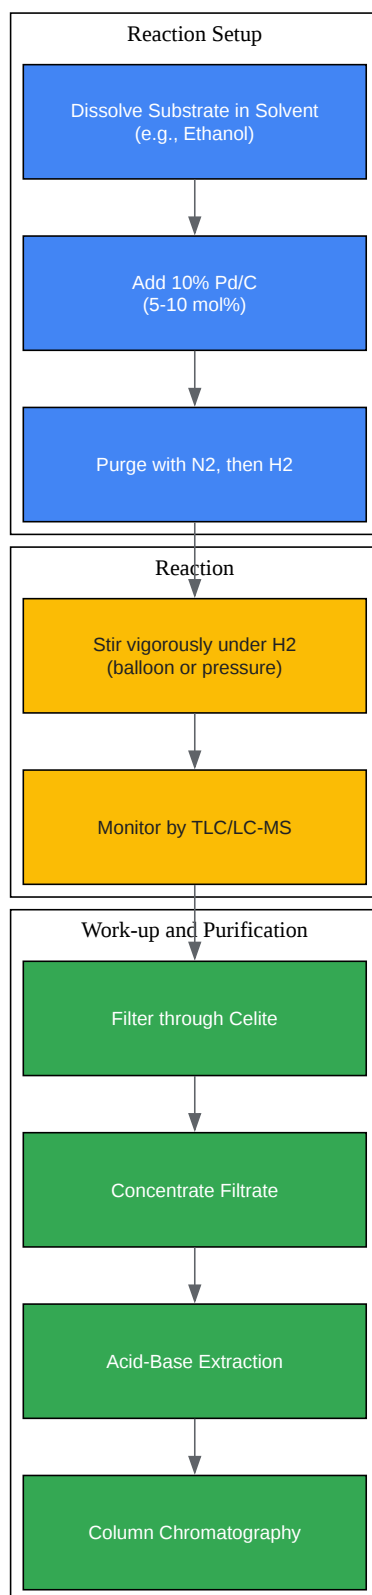 Reaction Setup
Dissolve Substrate in Solvent
(e.g., Ethanol)
Add 10% Pd/C
(5-10 mol%)
Purge with N2, then H2
Reaction
Stir vigorously under H2
(balloon or pressure)
Monitor by TLC/LC-MS
Work-up and Purification
Filter through Celite
Concentrate Filtrate
Acid-Base Extraction
Column Chromatography